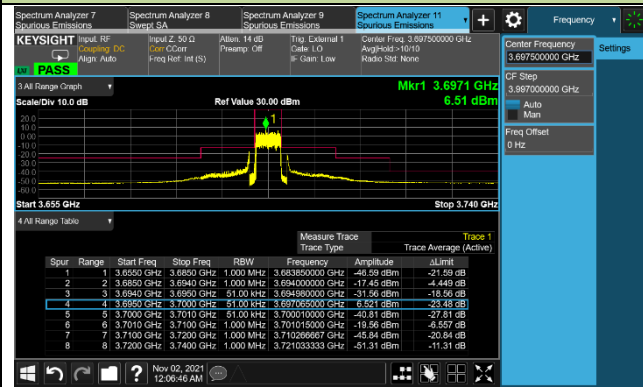 Spectrum Analyzer 7
Spurious Emissions
Spectrum Analyzer 8
Swept SA
Spectrum Analyzer 9
Spurious Emissions
Spectrum Analyzer 11
Spurious Emissions
Frequency
KEYSIGHT
Input: RF
Coupling: DC
Align: Auto
Input Z: 50 Ω
Corr CCorr
Freq Ref: Int (S)
Atten: 14 dB
Preamp: Off
Trig: External 1
Gate: LO
IF Gain: Low
Center Freq: 3.697500000 GHz
Avg|Hold:>10/10
Radio Std: None
PASS
Center Frequency
3.697500000 GHz
Settings
CF Step
3.997000000 GHz
Auto
Man
Freq Offset
0 Hz
3 All Range Graph
Mkr1 3.6971 GHz
Scale/Div 10.0 dB
Ref Value 30.00 dBm
6.51 dBm
20.0
10.0
0.00
-10.0
-20.0
-30.0
-40.0
-50.0
-60.0
1
Start 3.655 GHz
Stop 3.740 GHz
4 All Range Table
Measure Trace Trace 1
Trace Type Trace Average (Active)
Spur Range Start Freq Stop Freq RBW Frequency Amplitude ΔLimit
1 1 3.6550 GHz 3.6850 GHz 1.000 MHz 3.683850000 GHz -46.59 dBm -21.59 dB
2 2 3.6850 GHz 3.6940 GHz 1.000 MHz 3.694000000 GHz -17.45 dBm -4.449 dB
3 3 3.6940 GHz 3.6950 GHz 51.00 kHz 3.694980000 GHz -31.56 dBm -18.56 dB
4 4 3.6950 GHz 3.7000 GHz 51.00 kHz 3.697065000 GHz 6.521 dBm -23.48 dB
5 5 3.7000 GHz 3.7010 GHz 51.00 kHz 3.700010000 GHz -40.81 dBm -27.81 dB
6 6 3.7010 GHz 3.7100 GHz 1.000 MHz 3.701015000 GHz -19.56 dBm -6.557 dB
7 7 3.7100 GHz 3.7200 GHz 1.000 MHz 3.710266667 GHz -45.84 dBm -20.84 dB
8 8 3.7200 GHz 3.7400 GHz 1.000 MHz 3.721033333 GHz -51.31 dBm -11.31 dB
Nov 02, 2021
12:06:46 AM